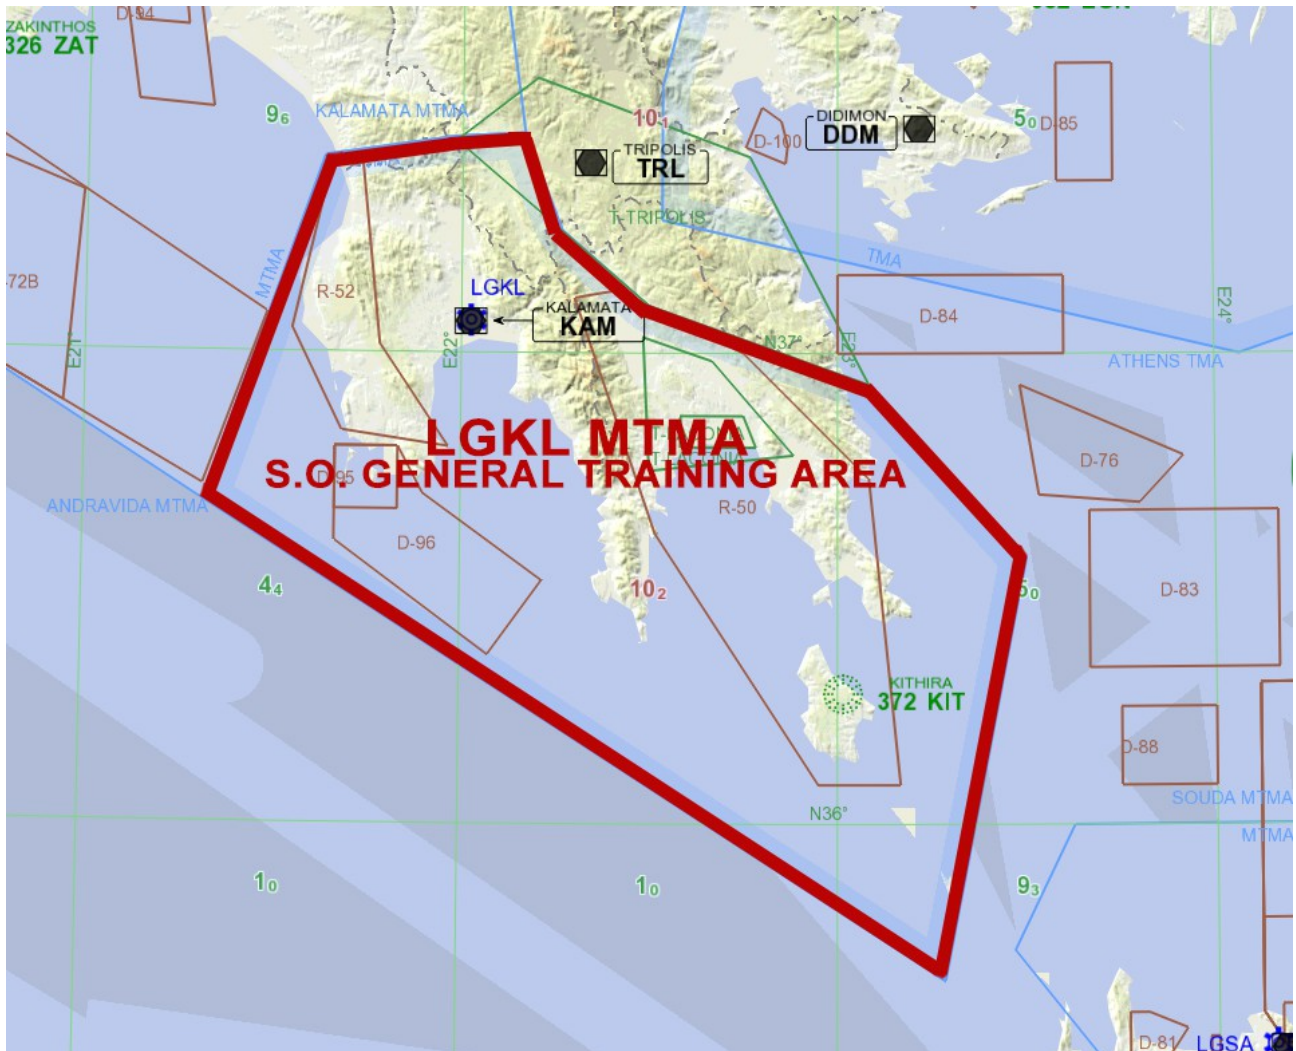 D-94
ZAKINTHOS
326 ZAT
9₆
KALAMATA MTMA
10₁
D-100
DIDIMON
DDM
5₀
D-85
TRIPOLIS
TRL
T-TRIPOLIS
MTMA
TMA
-72B
R-52
LGKL
KALAMATA
KAM
D-84
E24°
E21°
E22°
N37°
E23°
ATHENS TMA
LGKL MTMA
S.O. GENERAL TRAINING AREA
D-95
D-76
ANDRAVIDA MTMA
R-50
D-96
4₄
10₂
5₀
D-83
KITHIRA
372 KIT
D-88
SOUDA MTMA
N36°
MTMA
1₀
1₀
9₃
D-81
LGSA